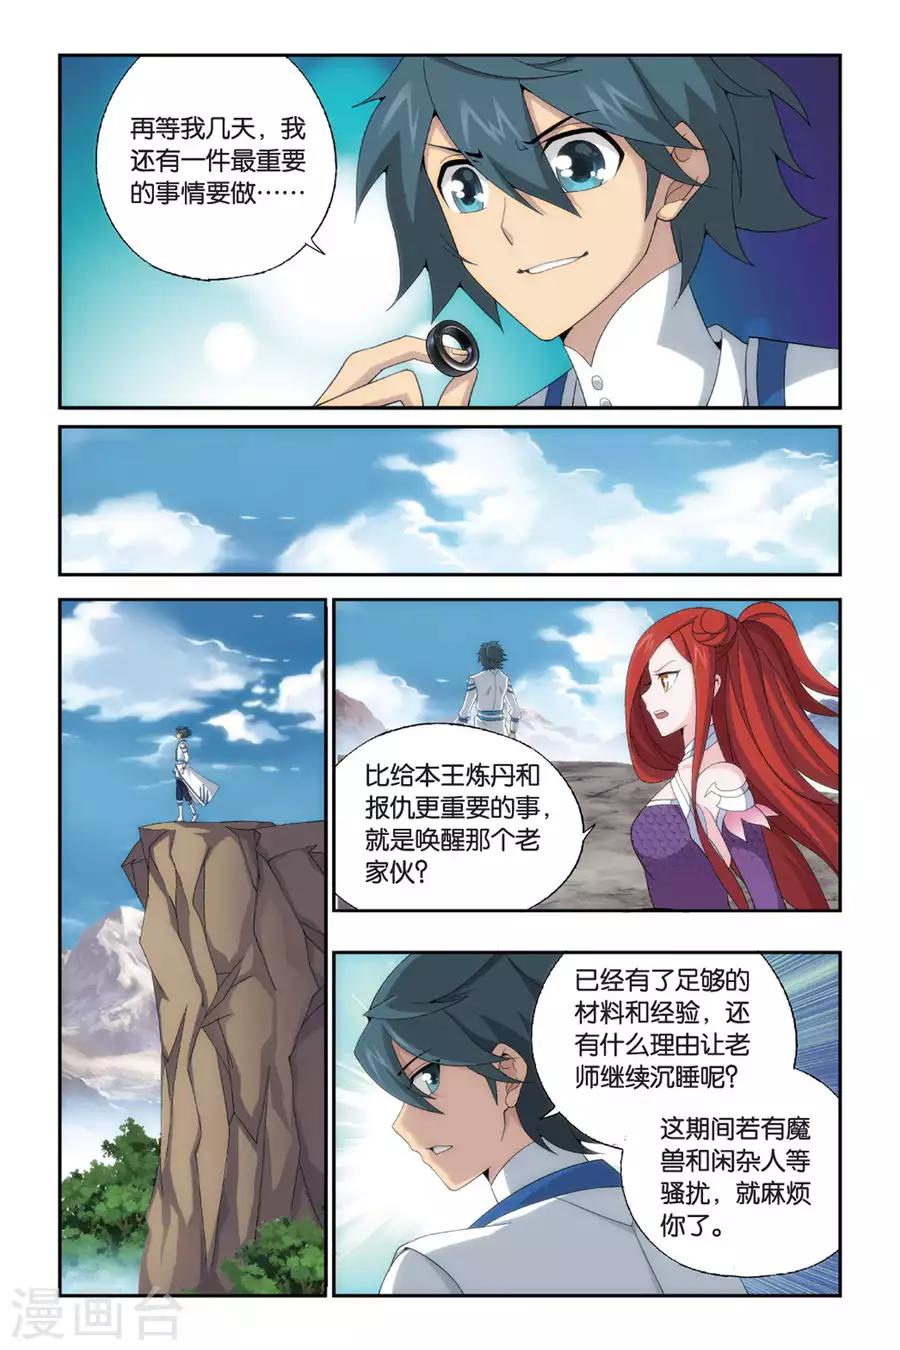 再等我几天，我
还有一件最重要
的事情要做……
比给本王炼丹和
报仇更重要的事，
就是唤醒那个老
家伙？
已经有了足够的
材料和经验，还
有什么理由让老
师继续沉睡呢？
这期间若有魔
兽和闲杂人等
骚扰，就麻烦
你了。
漫画台